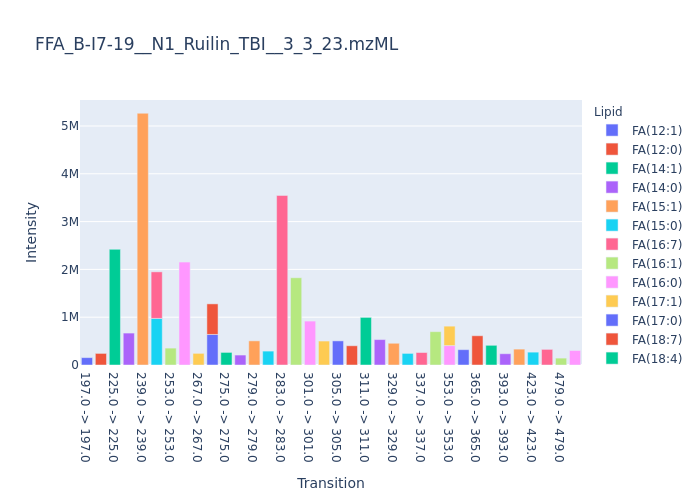 FFA_B-I7-19__N1_Ruilin_TBI__3_3_23.mzML
Intensity
5M
4M
3M
2M
1M
0
197.0 -> 197.0
225.0 -> 225.0
239.0 -> 239.0
253.0 -> 253.0
267.0 -> 267.0
275.0 -> 275.0
279.0 -> 279.0
283.0 -> 283.0
301.0 -> 301.0
305.0 -> 305.0
311.0 -> 311.0
329.0 -> 329.0
337.0 -> 337.0
353.0 -> 353.0
365.0 -> 365.0
393.0 -> 393.0
423.0 -> 423.0
479.0 -> 479.0
Transition
Lipid
FA(12:1)
FA(12:0)
FA(14:1)
FA(14:0)
FA(15:1)
FA(15:0)
FA(16:7)
FA(16:1)
FA(16:0)
FA(17:1)
FA(17:0)
FA(18:7)
FA(18:4)